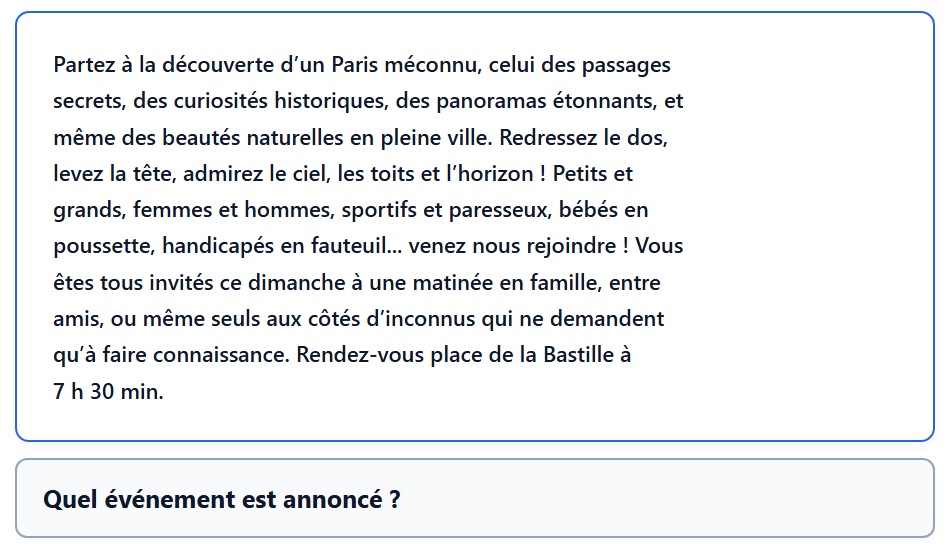 Partez à la découverte d’un Paris méconnu, celui des passages
secrets, des curiosités historiques, des panoramas étonnants, et
même des beautés naturelles en pleine ville. Redressez le dos,
levez la tête, admirez le ciel, les toits et l’horizon ! Petits et
grands, femmes et hommes, sportifs et paresseux, bébés en
poussette, handicapés en fauteuil... venez nous rejoindre ! Vous
êtes tous invités ce dimanche à une matinée en famille, entre
amis, ou même seuls aux côtés d’inconnus qui ne demandent
qu’à faire connaissance. Rendez-vous place de la Bastille à
7 h 30 min.
Quel événement est annoncé ?